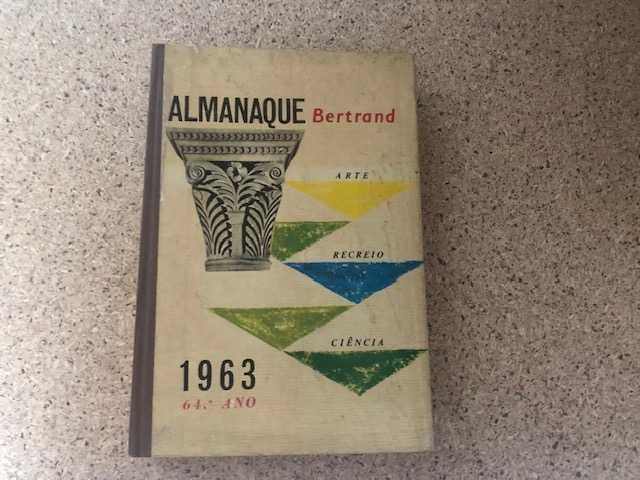 ALMANAQUE Bertrand
ARTE
RECREIO
CIÊNCIA
1963
64.º ANO